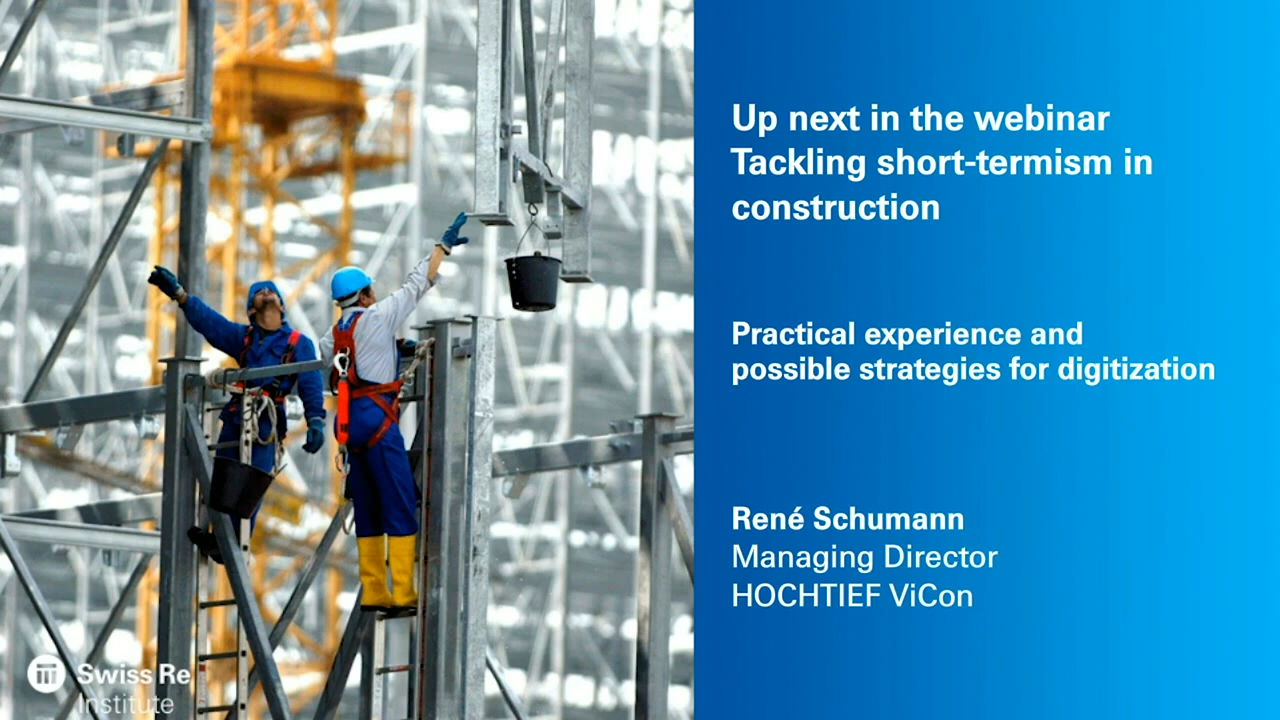 Up next in the webinar
Tackling short-termism in
construction
Practical experience and
possible strategies for digitization
René Schumann
Managing Director
HOCHTIEF ViCon
Swiss Re
Institute